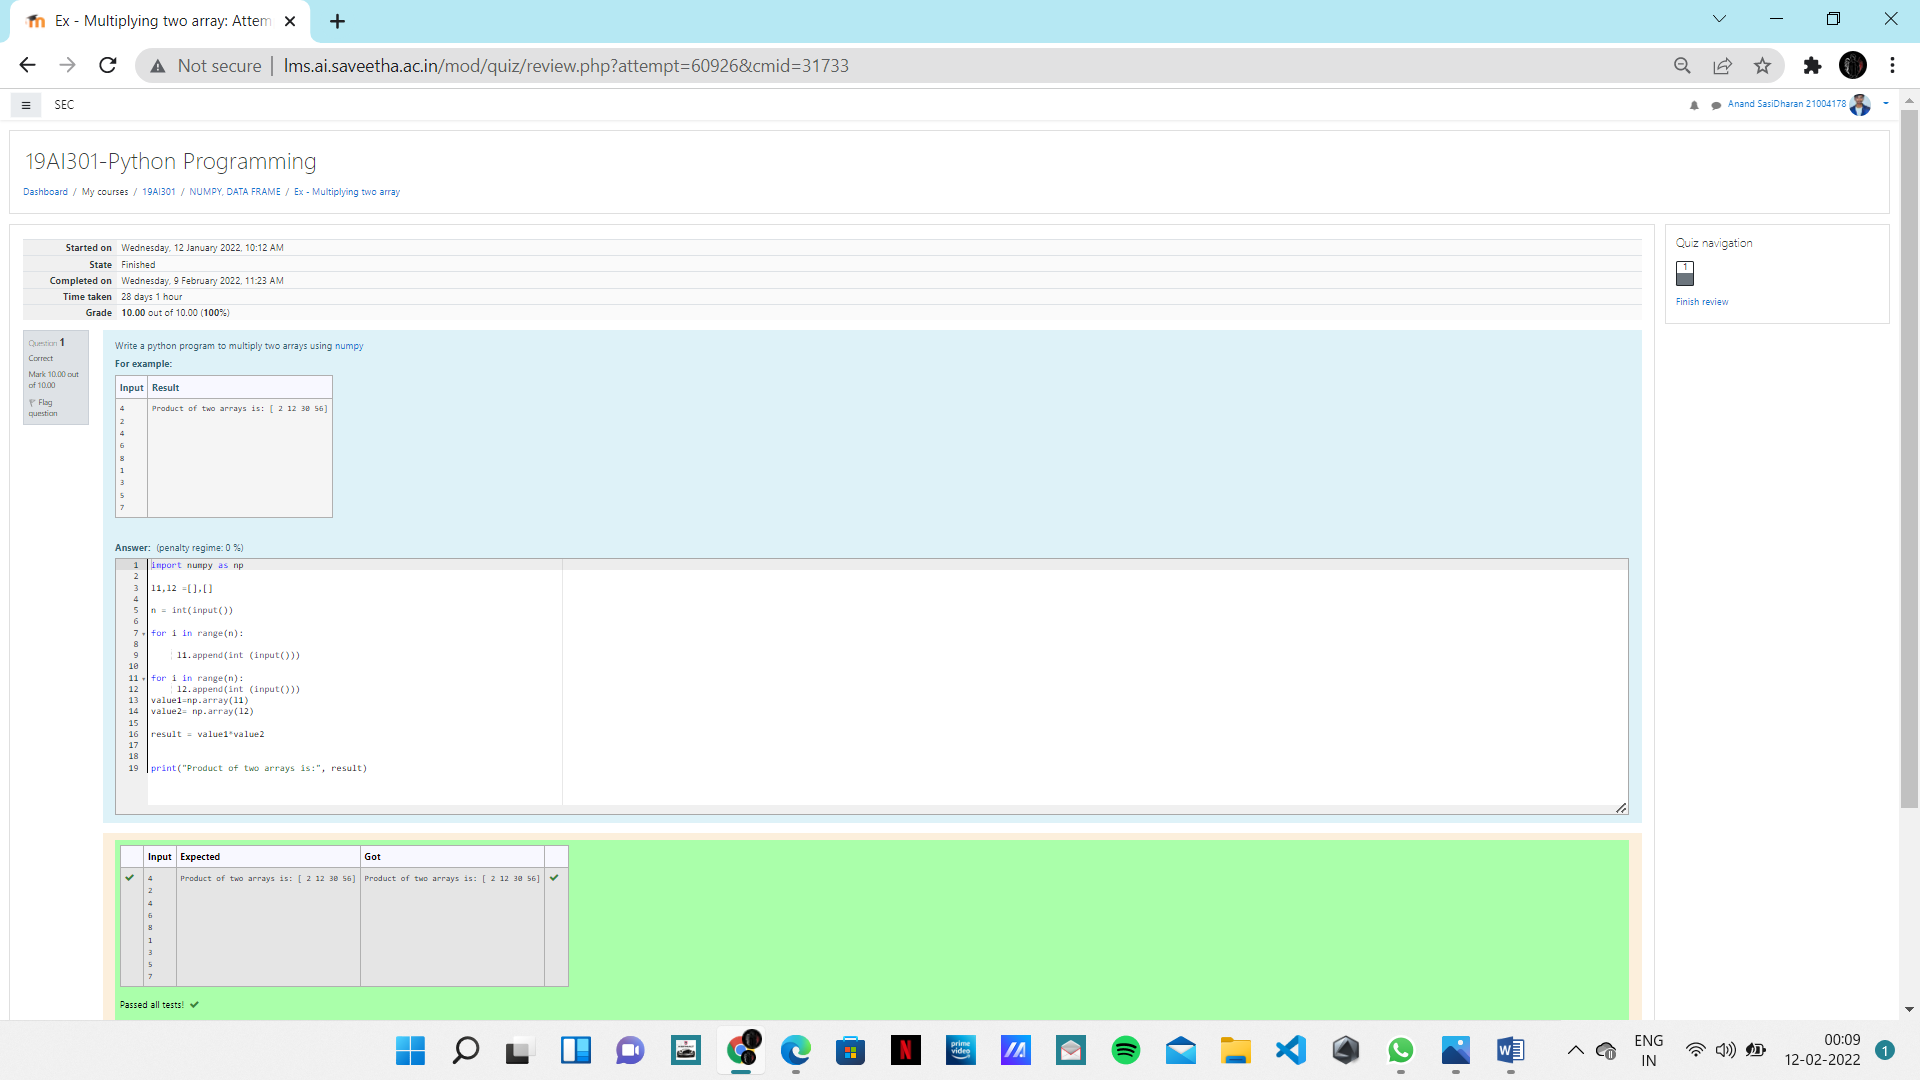 Ex - Multiplying two array: Attem
Not secure | lms.ai.saveetha.ac.in/mod/quiz/review.php?attempt=60926&cmid=31733
SEC
Anand SasiDharan 21004178
19AI301-Python Programming
Dashboard / My courses / 19AI301 / NUMPY, DATA FRAME / Ex - Multiplying two array
Started on Wednesday, 12 January 2022, 10:12 AM
State Finished
Completed on Wednesday, 9 February 2022, 11:23 AM
Time taken 28 days 1 hour
Grade 10.00 out of 10.00 (100%)
Quiz navigation
1
Finish review
Question 1
Correct
Mark 10.00 out
of 10.00
Flag
question
Write a python program to multiply two arrays using numpy
For example:
Input Result
4 Product of two arrays is: [ 2 12 30 56]
2
4
6
8
1
3
5
7
Answer: (penalty regime: 0 %)
1 import numpy as np
2
3 l1,l2 =[],[]
4
5 n = int(input())
6
7 for i in range(n):
8
9 l1.append(int (input()))
10
11 for i in range(n):
12 l2.append(int (input()))
13 value1=np.array(l1)
14 value2= np.array(l2)
15
16 result = value1*value2
17
18
19 print("Product of two arrays is:", result)
Input Expected Got
4 Product of two arrays is: [ 2 12 30 56] Product of two arrays is: [ 2 12 30 56]
2
4
6
8
1
3
5
7
Passed all tests!
prime
video
ENG
IN
00:09
12-02-2022
1